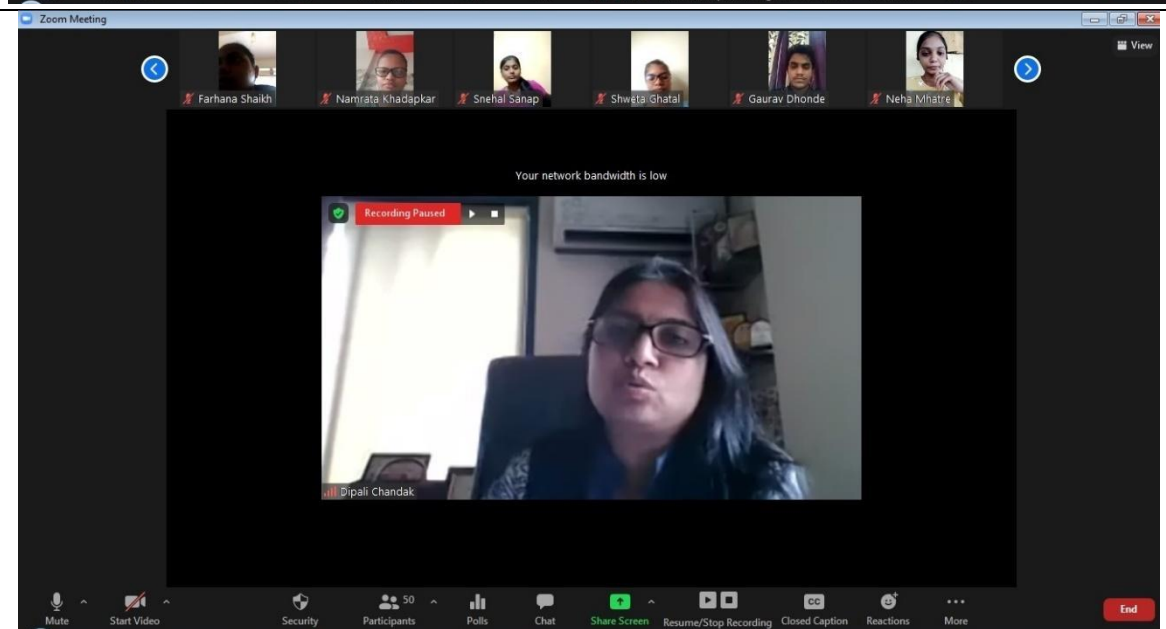 Zoom Meeting
View
Farhana Shaikh
Namrata Khadapkar
Snehal Sanap
Shweta Ghatal
Gaurav Dhonde
Neha Mhatre
Your network bandwidth is low
Recording Paused
Dipali Chandak
Mute
Start Video
Security
50
Participants
Polls
Chat
Share Screen
Resume/Stop Recording
CC
Closed Caption
Reactions
More
End